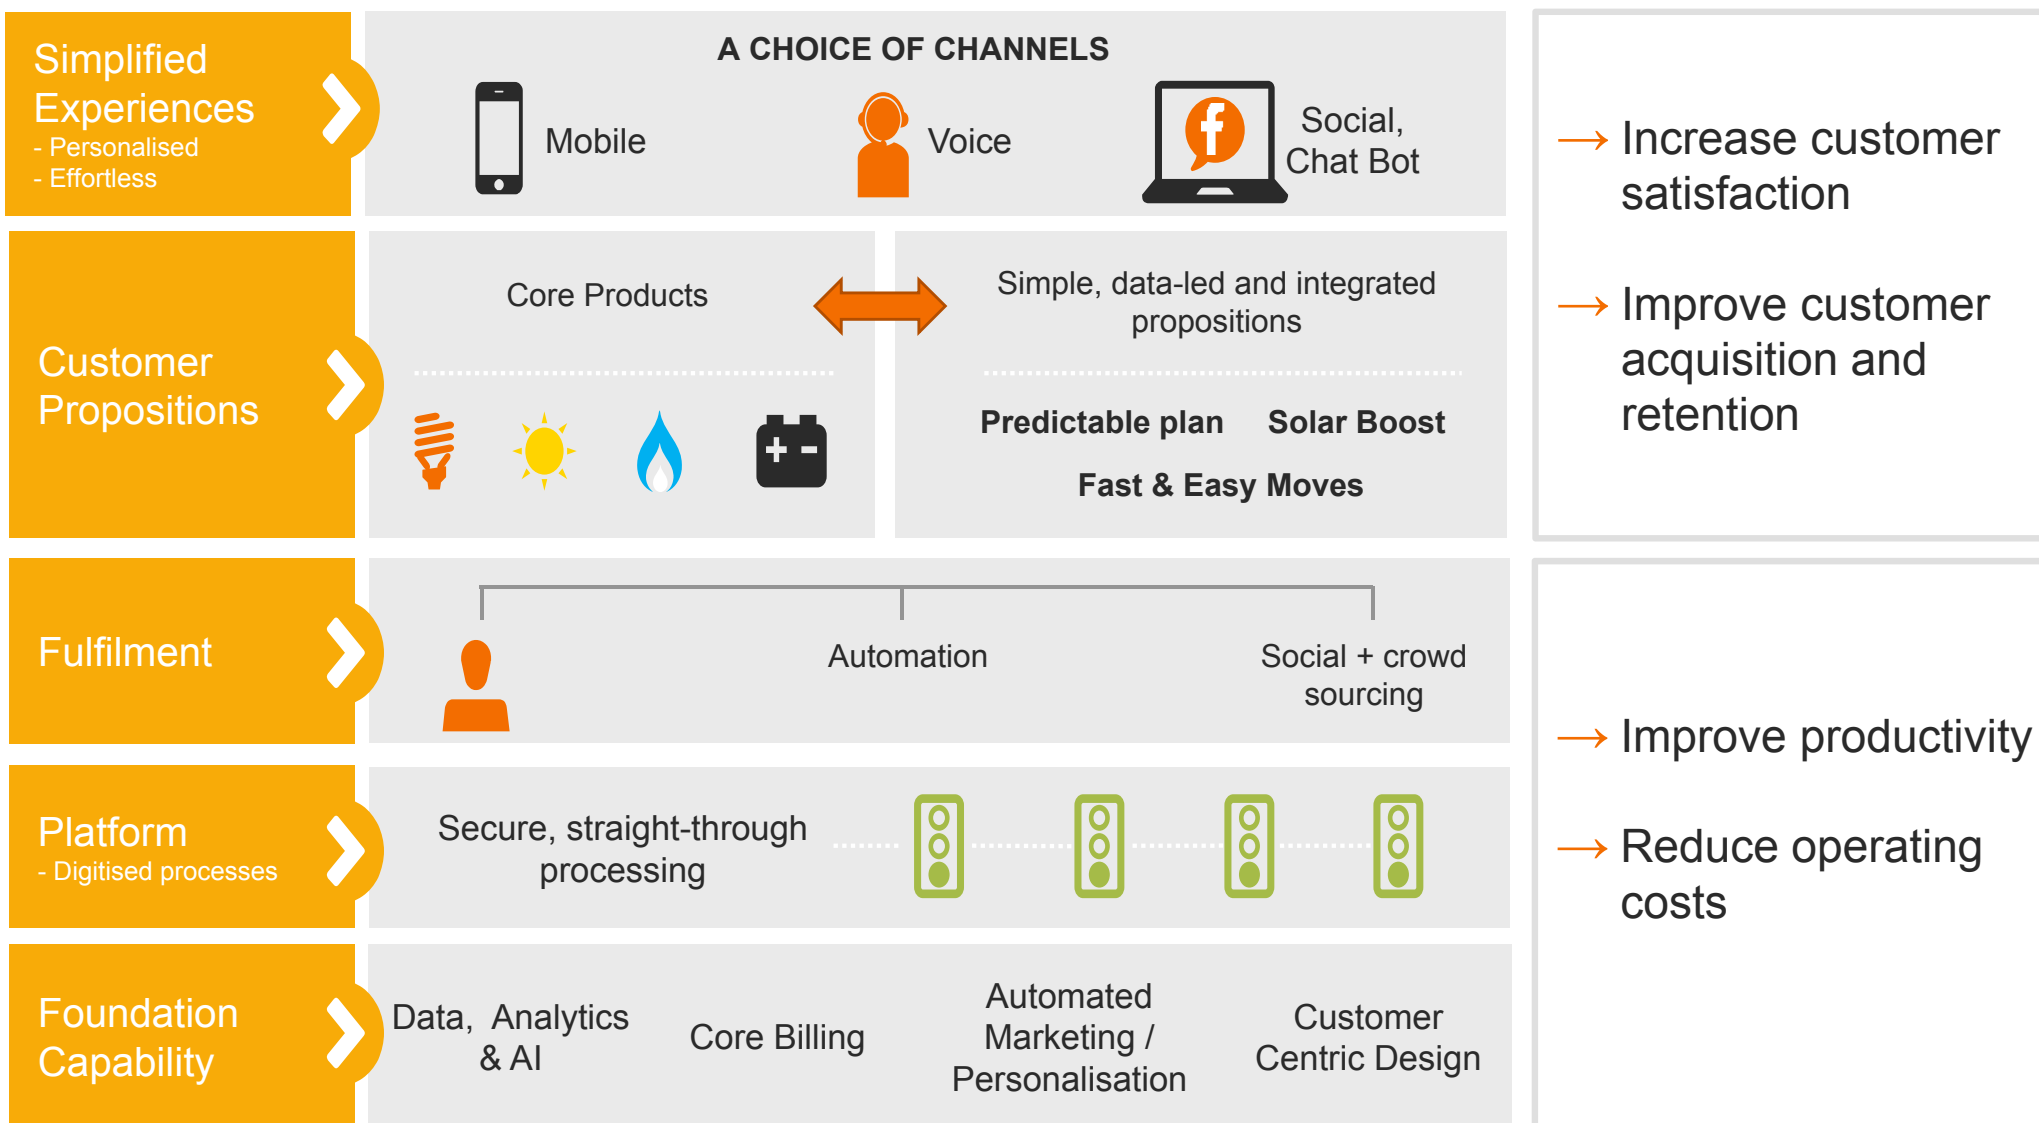 Simplified
Experiences
- Personalised
- Effortless
A CHOICE OF CHANNELS
Mobile
Voice
f
Social,
Chat Bot
Customer
Propositions
Core Products
Simple, data-led and integrated
propositions
Predictable plan
Solar Boost
Fast & Easy Moves
→ Increase customer
satisfaction
→ Improve customer
acquisition and
retention
Fulfilment
Automation
Social + crowd
sourcing
Platform
- Digitised processes
Secure, straight-through
processing
Foundation
Capability
Data, Analytics
& AI
Core Billing
Automated
Marketing /
Personalisation
Customer
Centric Design
→ Improve productivity
→ Reduce operating
costs